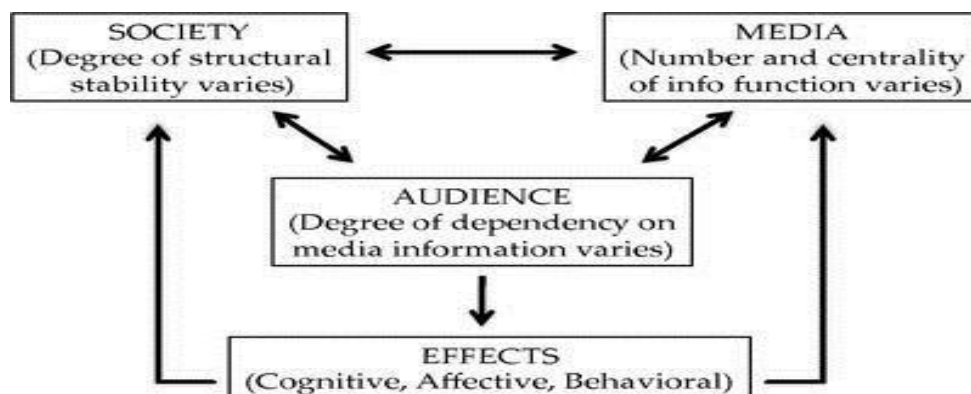 SOCIETY
(Degree of structural
stability varies)
MEDIA
(Number and centrality
of info function varies)
AUDIENCE
(Degree of dependency on
media information varies)
EFFECTS
(Cognitive, Affective, Behavioral)